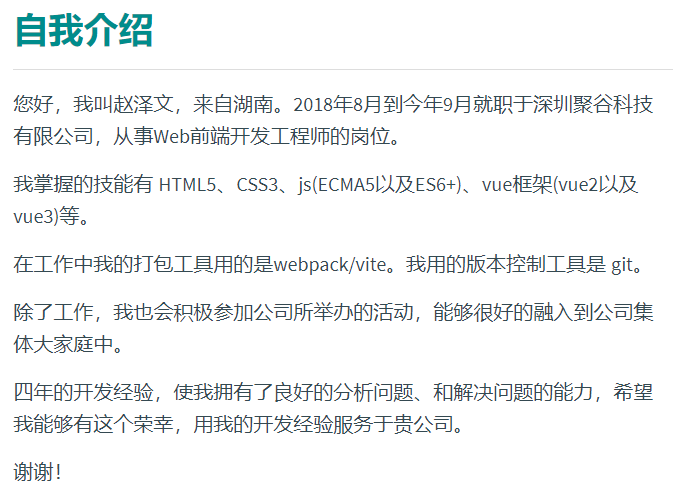 自我介绍
您好，我叫赵泽文，来自湖南。2018年8月到今年9月就职于深圳聚谷科技
有限公司，从事Web前端开发工程师的岗位。
我掌握的技能有 HTML5、CSS3、js(ECMA5以及ES6+)、vue框架(vue2以及
vue3)等。
在工作中我的打包工具用的是webpack/vite。我用的版本控制工具是 git。
除了工作，我也会积极参加公司所举办的活动，能够很好的融入到公司集
体大家庭中。
四年的开发经验，使我拥有了良好的分析问题、和解决问题的能力，希望
我能够有这个荣幸，用我的开发经验服务于贵公司。
谢谢！